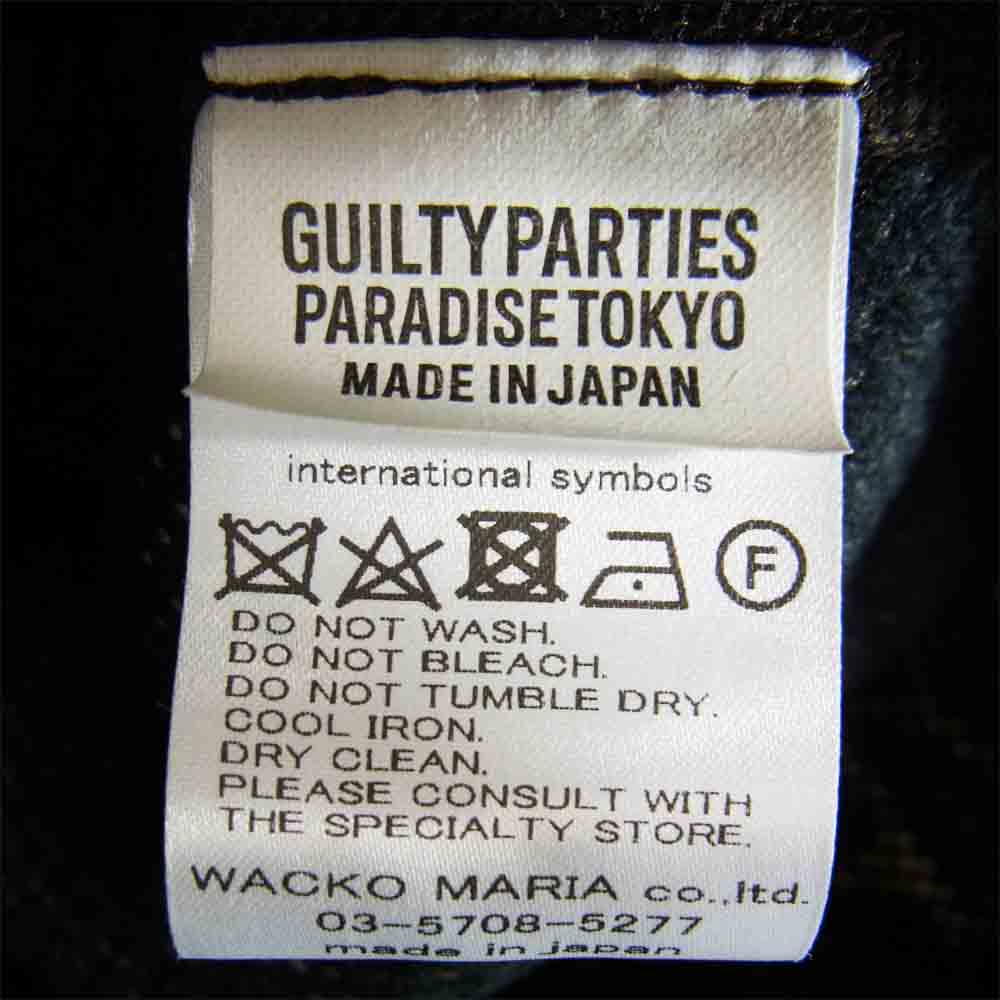 GUILTY PARTIES
PARADISE TOKYO
MADE IN JAPAN
international symbols
F
DO NOT WASH.
DO NOT BLEACH.
DO NOT TUMBLE DRY.
COOL IRON.
DRY CLEAN.
PLEASE CONSULT WITH
THE SPECIALTY STORE.
WACKO MARIA co.,ltd.
03-5708-5277
made in japan